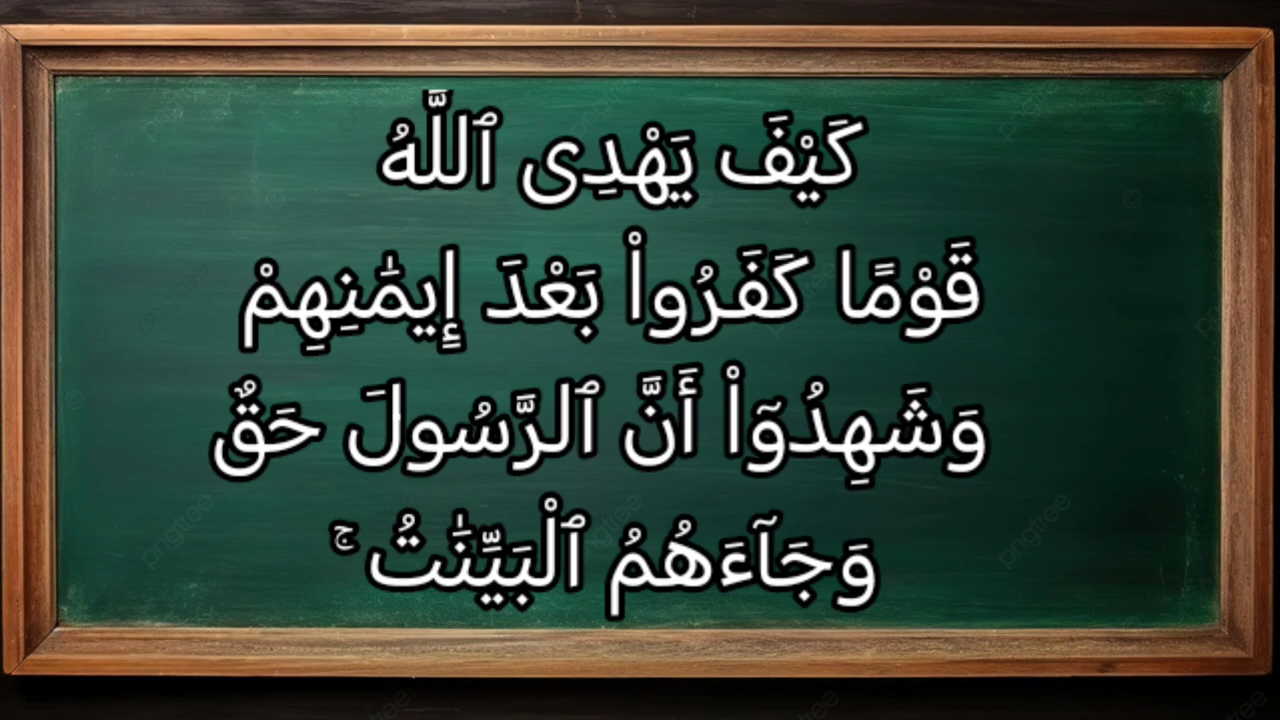 كَيْفَ يَهْدِى ٱللَّهُ
قَوْمًا كَفَرُوا۟ بَعْدَ إِيمَٰنِهِمْ
وَشَهِدُوٓا۟ أَنَّ ٱلرَّسُولَ حَقٌّ
وَجَآءَهُمُ ٱلْبَيِّنَٰتُ ۚ